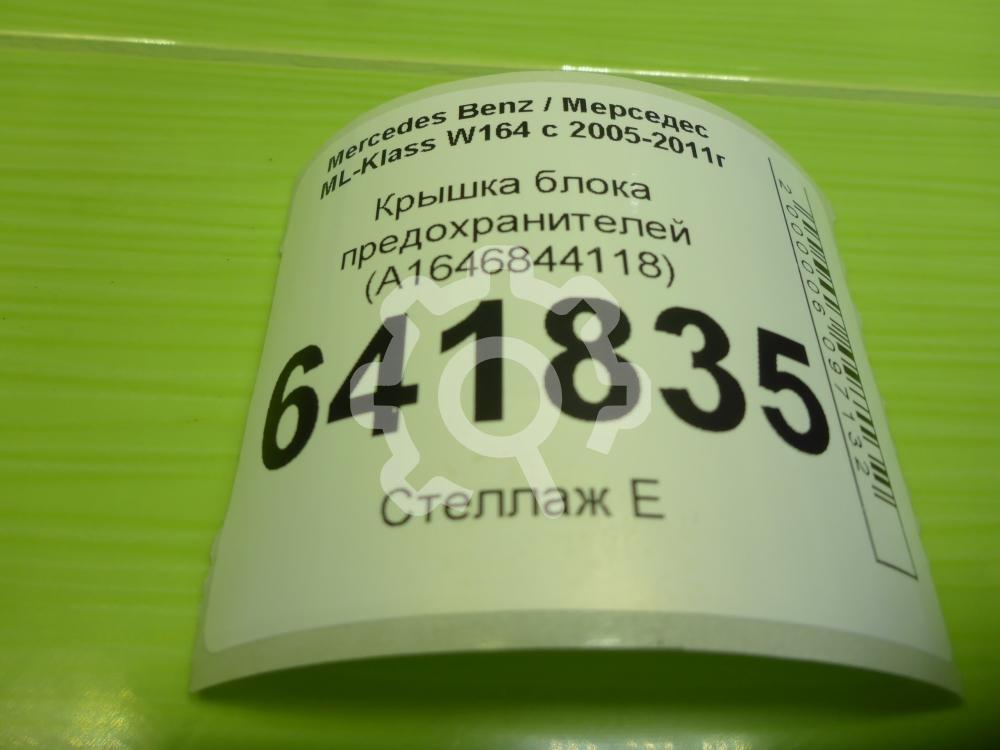 Mercedes Benz / Мерседес
ML-Klass W164 с 2005-2011г
Крышка блока
предохранителей
(A1646844118)
641835
Стеллаж E
2000006097132